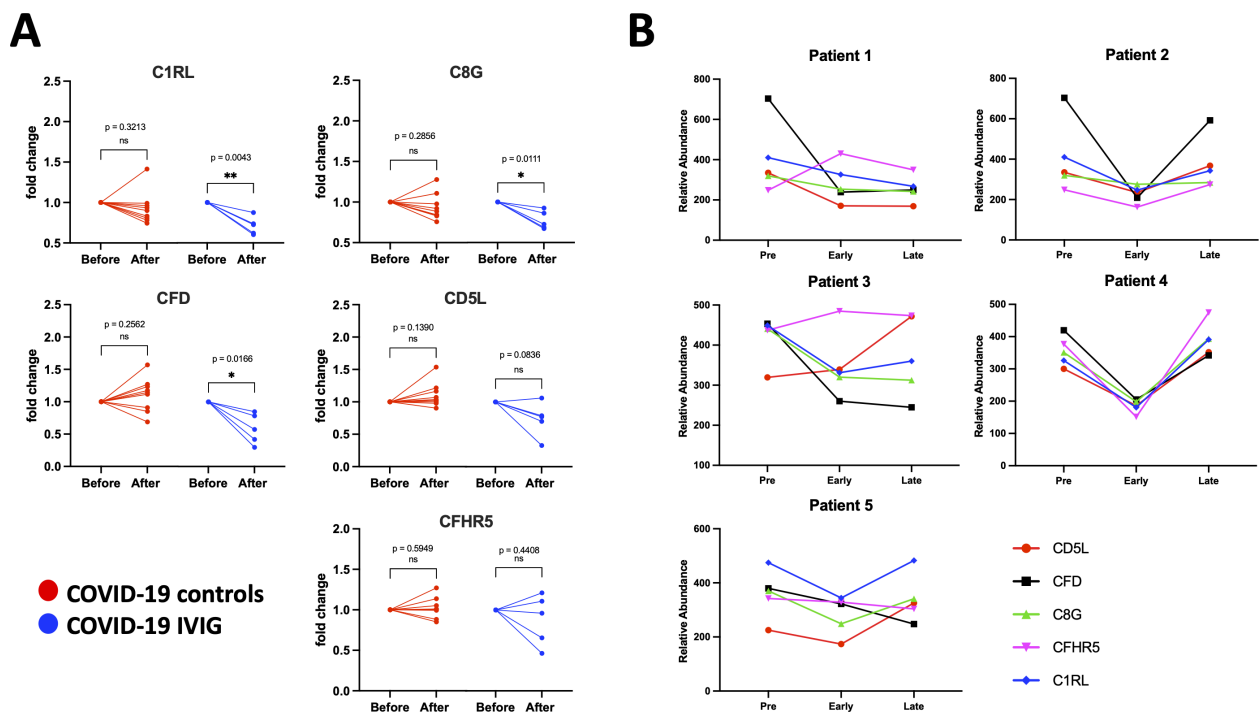 A
C1RL
fold change
2.5
2.0
1.5
1.0
0.5
p = 0.3213
ns
p = 0.0043
**
Before After Before After
C8G
fold change
2.5
2.0
1.5
1.0
0.5
p = 0.2856
ns
p = 0.0111
*
Before After Before After
CFD
fold change
2.5
2.0
1.5
1.0
0.5
0.0
p = 0.2562
ns
p = 0.0166
*
Before After Before After
CD5L
fold change
2.5
2.0
1.5
1.0
0.5
0.0
p = 0.1390
ns
p = 0.0836
ns
Before After Before After
CFHR5
fold change
2.0
1.5
1.0
0.5
0.0
p = 0.5949
ns
p = 0.4408
ns
Before After Before After
COVID-19 controls
COVID-19 IVIG
B
Patient 1
Relative Abundance
800
600
400
200
0
Pre Early Late
Patient 2
Relative Abundance
800
600
400
200
0
Pre Early Late
Patient 3
Relative Abundance
500
400
300
200
100
Pre Early Late
Patient 4
Relative Abundance
500
400
300
200
100
0
Pre Early Late
Patient 5
Relative Abundance
600
400
200
0
Pre Early Late
CD5L
CFD
C8G
CFHR5
C1RL